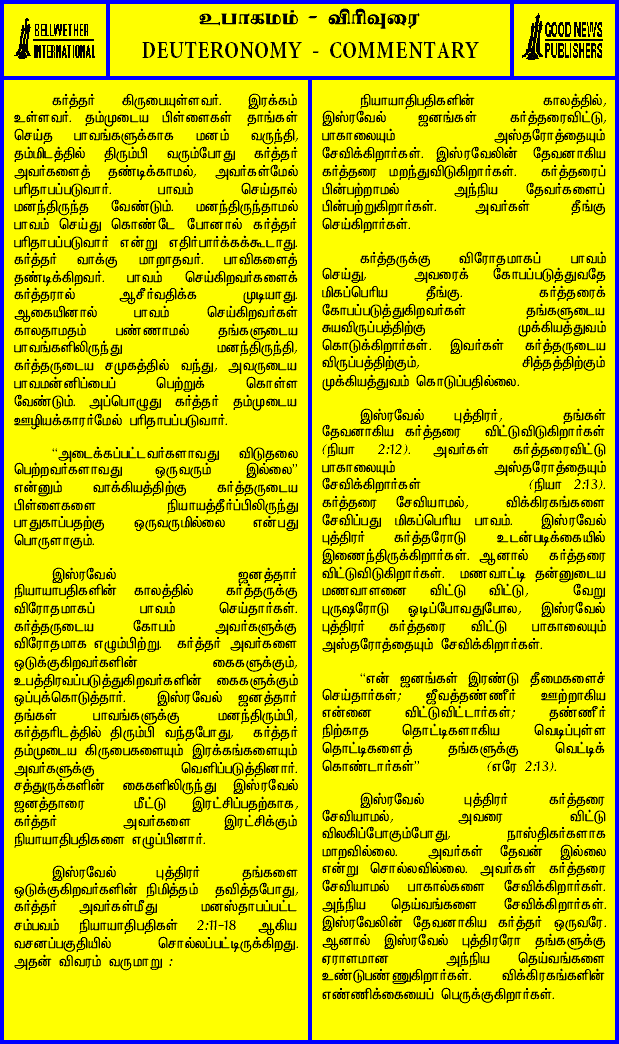 BELLWETHER
INTERNATIONAL
உபாகமம் - விரிவுரை
DEUTERONOMY - COMMENTARY
GOOD NEWS
PUBLISHERS
கர்த்தர் கிருபையுள்ளவர். இரக்கம்
உள்ளவர். தம்முடைய பிள்ளைகள் தாங்கள்
செய்த பாவங்களுக்காக மனம் வருந்தி,
தம்மிடத்தில் திரும்பி வரும்போது கர்த்தர்
அவர்களைத் தண்டிக்காமல், அவர்கள்மேல்
பரிதாபப்படுவார். பாவம் செய்தால்
மனந்திருந்த வேண்டும். மனந்திருந்தாமல்
பாவம் செய்து கொண்டே போனால் கர்த்தர்
பரிதாபப்படுவார் என்று எதிர்பார்க்கக்கூடாது.
கர்த்தர் வாக்கு மாறாதவர். பாவிகளைத்
தண்டிக்கிறவர். பாவம் செய்கிறவர்களைக்
கர்த்தரால் ஆசீர்வதிக்க முடியாது.
ஆகையினால் பாவம் செய்கிறவர்கள்
காலதாமதம் பண்ணாமல் தங்களுடைய
பாவங்களிலிருந்து மனந்திருந்தி,
கர்த்தருடைய சமுகத்தில் வந்து, அவருடைய
பாவமன்னிப்பைப் பெற்றுக் கொள்ள
வேண்டும். அப்பொழுது கர்த்தர் தம்முடைய
ஊழியக்காரர்மேல் பரிதாபப்படுவார்.
“அடைக்கப்பட்டவர்களாவது விடுதலை
பெற்றவர்களாவது ஒருவரும் இல்லை”
என்னும் வாக்கியத்திற்கு கர்த்தருடைய
பிள்ளைகளை நியாயத்தீர்ப்பிலிருந்து
பாதுகாப்பதற்கு ஒருவருமில்லை என்பது
பொருளாகும்.
இஸ்ரவேல் ஜனத்தார்
நியாயாதிபதிகளின் காலத்தில் கர்த்தருக்கு
விரோதமாகப் பாவம் செய்தார்கள்.
கர்த்தருடைய கோபம் அவர்களுக்கு
விரோதமாக எழும்பிற்று. கர்த்தர் அவர்களை
ஒடுக்குகிறவர்களின் கைகளுக்கும்,
உபத்திரவப்படுத்துகிறவர்களின் கைகளுக்கும்
ஒப்புக்கொடுத்தார். இஸ்ரவேல் ஜனத்தார்
தங்கள் பாவங்களுக்கு மனந்திரும்பி,
கர்த்தரிடத்தில் திரும்பி வந்தபோது, கர்த்தர்
தம்முடைய கிருபைகளையும் இரக்கங்களையும்
அவர்களுக்கு வெளிப்படுத்தினார்.
சத்துருக்களின் கைகளிலிருந்து இஸ்ரவேல்
ஜனத்தாரை மீட்டு இரட்சிப்பதற்காக,
கர்த்தர் அவர்களை இரட்சிக்கும்
நியாயாதிபதிகளை எழுப்பினார்.
இஸ்ரவேல் புத்திரர் தங்களை
ஒடுக்குகிறவர்களின் நிமித்தம் தவித்தபோது,
கர்த்தர் அவர்கள்மீது மனஸ்தாபப்பட்ட
சம்பவம் நியாயாதிபதிகள் 2:11-18 ஆகிய
வசனப்பகுதியில் சொல்லப்பட்டிருக்கிறது.
அதன் விவரம் வருமாறு :
நியாயாதிபதிகளின் காலத்தில்,
இஸ்ரவேல் ஜனங்கள் கர்த்தரைவிட்டு,
பாகாலையும் அஸ்தரோத்தையும்
சேவிக்கிறார்கள். இஸ்ரவேலின் தேவனாகிய
கர்த்தரை மறந்துவிடுகிறார்கள். கர்த்தரைப்
பின்பற்றாமல் அந்நிய தேவர்களைப்
பின்பற்றுகிறார்கள். அவர்கள் தீங்கு
செய்கிறார்கள்.
கர்த்தருக்கு விரோதமாகப் பாவம்
செய்து, அவரைக் கோபப்படுத்துவதே
மிகப்பெரிய தீங்கு. கர்த்தரைக்
கோபப்படுத்துகிறவர்கள் தங்களுடைய
சுயவிருப்பத்திற்கு முக்கியத்துவம்
கொடுக்கிறார்கள். இவர்கள் கர்த்தருடைய
விருப்பத்திற்கும், சித்தத்திற்கும்
முக்கியத்துவம் கொடுப்பதில்லை.
இஸ்ரவேல் புத்திரர், தங்கள்
தேவனாகிய கர்த்தரை விட்டுவிடுகிறார்கள்
(நியா 2:12). அவர்கள் கர்த்தரைவிட்டு
பாகாலையும் அஸ்தரோத்தையும்
சேவிக்கிறார்கள் (நியா 2:13).
கர்த்தரை சேவியாமல், விக்கிரகங்களை
சேவிப்பது மிகப்பெரிய பாவம். இஸ்ரவேல்
புத்திரர் கர்த்தரோடு உடன்படிக்கையில்
இணைந்திருக்கிறார்கள். ஆனால் கர்த்தரை
விட்டுவிடுகிறார்கள். மணவாட்டி தன்னுடைய
மணவாளனை விட்டு விட்டு, வேறு
புருஷரோடு ஓடிப்போவதுபோல, இஸ்ரவேல்
புத்திரர் கர்த்தரை விட்டு பாகாலையும்
அஸ்தரோத்தையும் சேவிக்கிறார்கள்.
“என் ஜனங்கள் இரண்டு தீமைகளைச்
செய்தார்கள்; ஜீவத்தண்ணீர் ஊற்றாகிய
என்னை விட்டுவிட்டார்கள்; தண்ணீர்
நிற்காத தொட்டிகளாகிய வெடிப்புள்ள
தொட்டிகளைத் தங்களுக்கு வெட்டிக்
கொண்டார்கள்” (எரே 2:13).
இஸ்ரவேல் புத்திரர் கர்த்தரை
சேவியாமல், அவரை விட்டு
விலகிப்போகும்போது, நாஸ்திகர்களாக
மாறவில்லை. அவர்கள் தேவன் இல்லை
என்று சொல்லவில்லை. அவர்கள் கர்த்தரை
சேவியாமல் பாகால்களை சேவிக்கிறார்கள்.
அந்நிய தெய்வங்களை சேவிக்கிறார்கள்.
இஸ்ரவேலின் தேவனாகிய கர்த்தர் ஒருவரே.
ஆனால் இஸ்ரவேல் புத்திரரோ தங்களுக்கு
ஏராளமான அந்நிய தெய்வங்களை
உண்டுபண்ணுகிறார்கள். விக்கிரகங்களின்
எண்ணிக்கையைப் பெருக்குகிறார்கள்.